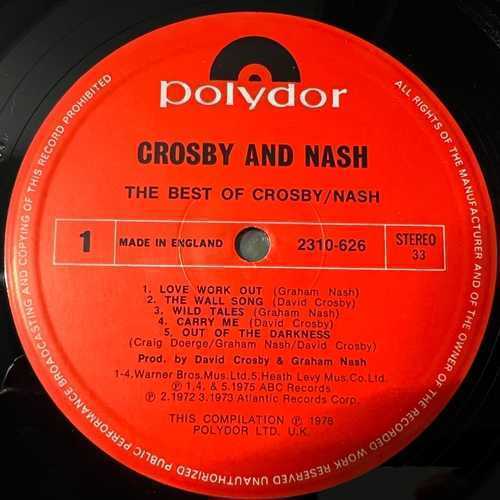 polydor
CROSBY AND NASH
THE BEST OF CROSBY/NASH
1
MADE IN ENGLAND
2310-626
STEREO
33
1. LOVE WORK OUT (Graham Nash)
2. THE WALL SONG (David Crosby)
3. WILD TALES (Graham Nash)
4. CARRY ME (David Crosby)
5. OUT OF THE DARKNESS
(Craig Doerge/Graham Nash/David Crosby)
Prod. by David Crosby & Graham Nash
1-4,Warner Bros.Mus.Ltd.5,Heath Levy Mus.Co.Ltd.
℗ 1,4, & 5.1975 ABC Records
℗ 2.1972 3.1973 Atlantic Records Corp.
THIS COMPILATION ℗ 1978
POLYDOR LTD. U.K.
ALL RIGHTS OF THE MANUFACTURER AND OF THE OWNER OF THE RECORDED WORK RESERVED UNAUTHORIZED PUBLIC PERFORMANCE BROADCASTING AND COPYING OF THIS RECORD PROHIBITED